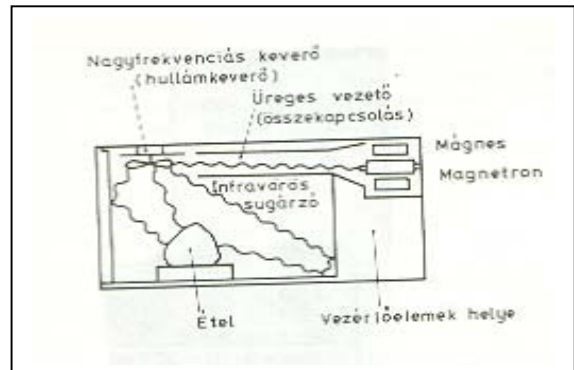 Nagyfrekvenciás keverő
(hullámkeverő)
Üreges vezető
(összekapcsolás)
Mágnes
Magnetron
Infravörös
sugárzó
Étel
Vezérlőelemek helye